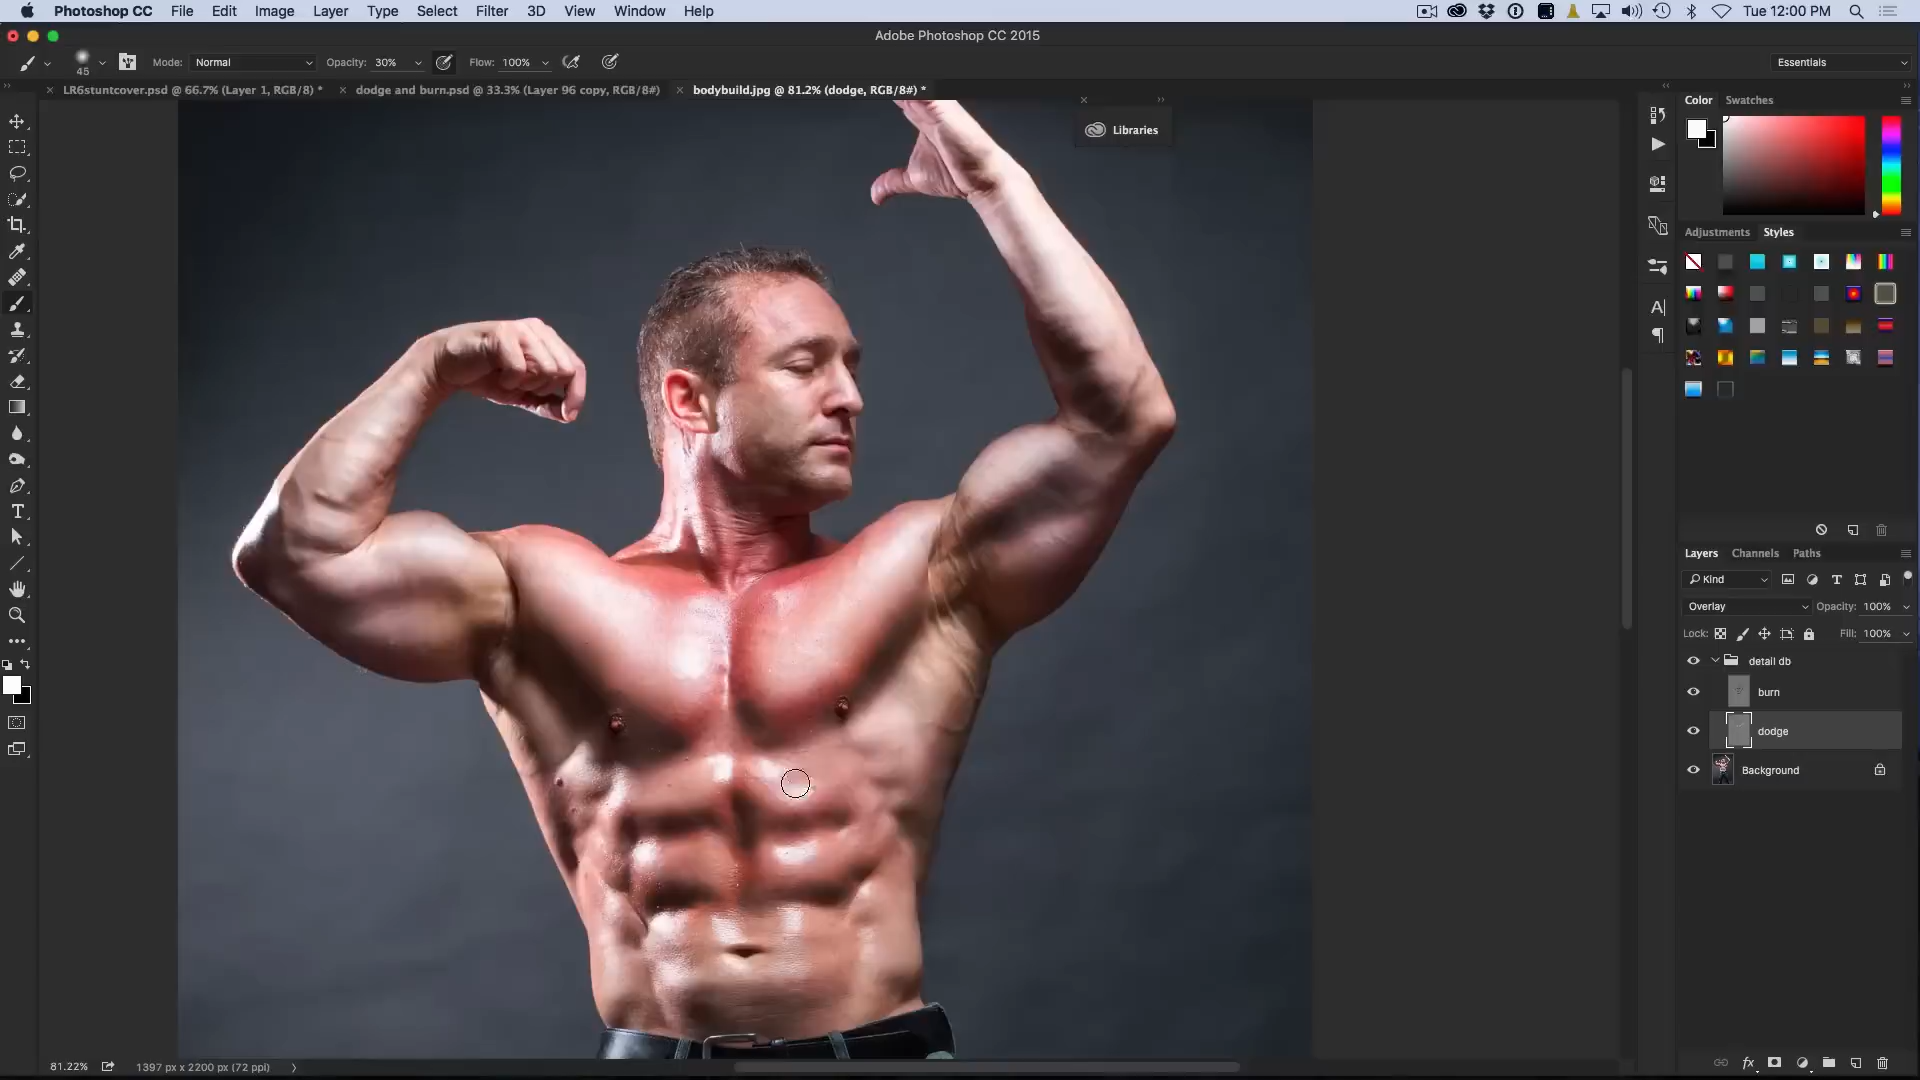 Photoshop CC File Edit Image Layer Type Select Filter 3D View Window Help Tue 12:00 PM
Adobe Photoshop CC 2015
45 Mode: Normal Opacity: 30% Flow: 100% Essentials
LR6stuntcover.psd @ 66.7% (Layer 1, RGB/8) * dodge and burn.psd @ 33.3% (Layer 96 copy, RGB/8#) bodybuild.jpg @ 81.2% (dodge, RGB/8#) *
Color Swatches
Libraries
Adjustments Styles
Layers Channels Paths
Kind
Overlay Opacity: 100%
Lock: Fill: 100%
detail db
burn
dodge
Background
81.22% 1397 px x 2200 px (72 ppi)